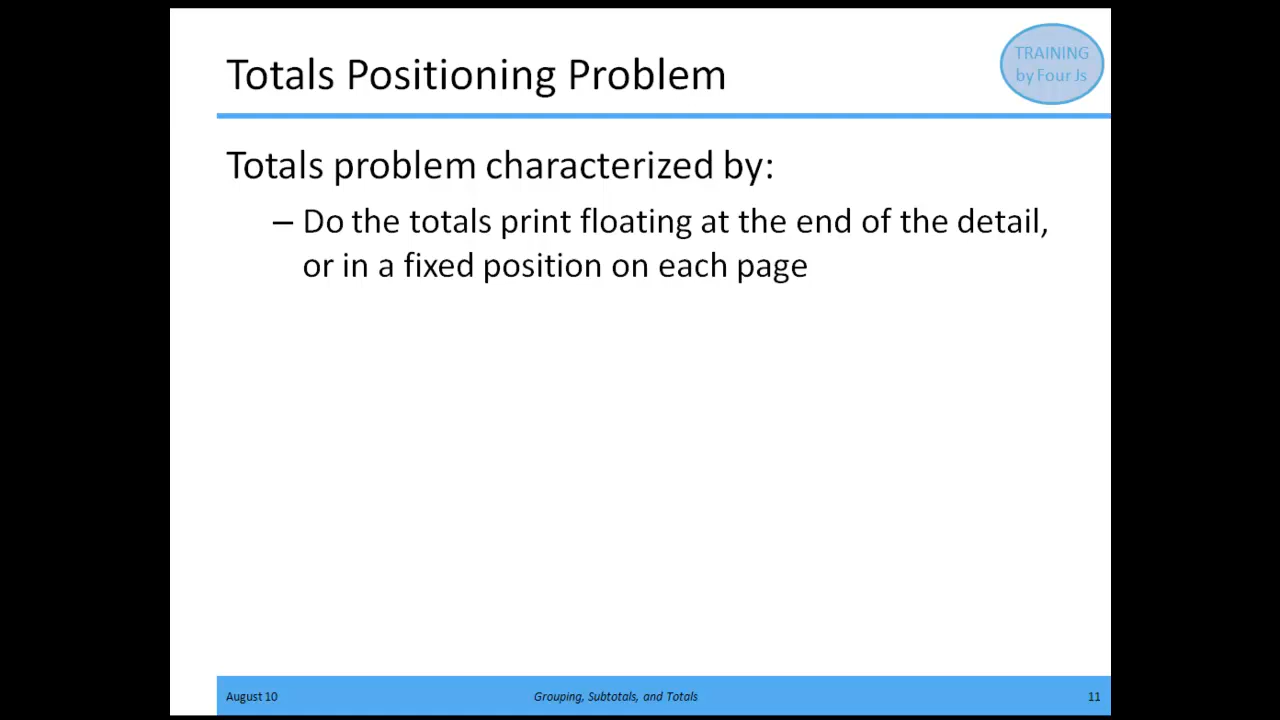 Totals Positioning Problem
TRAINING
by Four Js
Totals problem characterized by:
– Do the totals print floating at the end of the detail,
or in a fixed position on each page
August 10
Grouping, Subtotals, and Totals
11